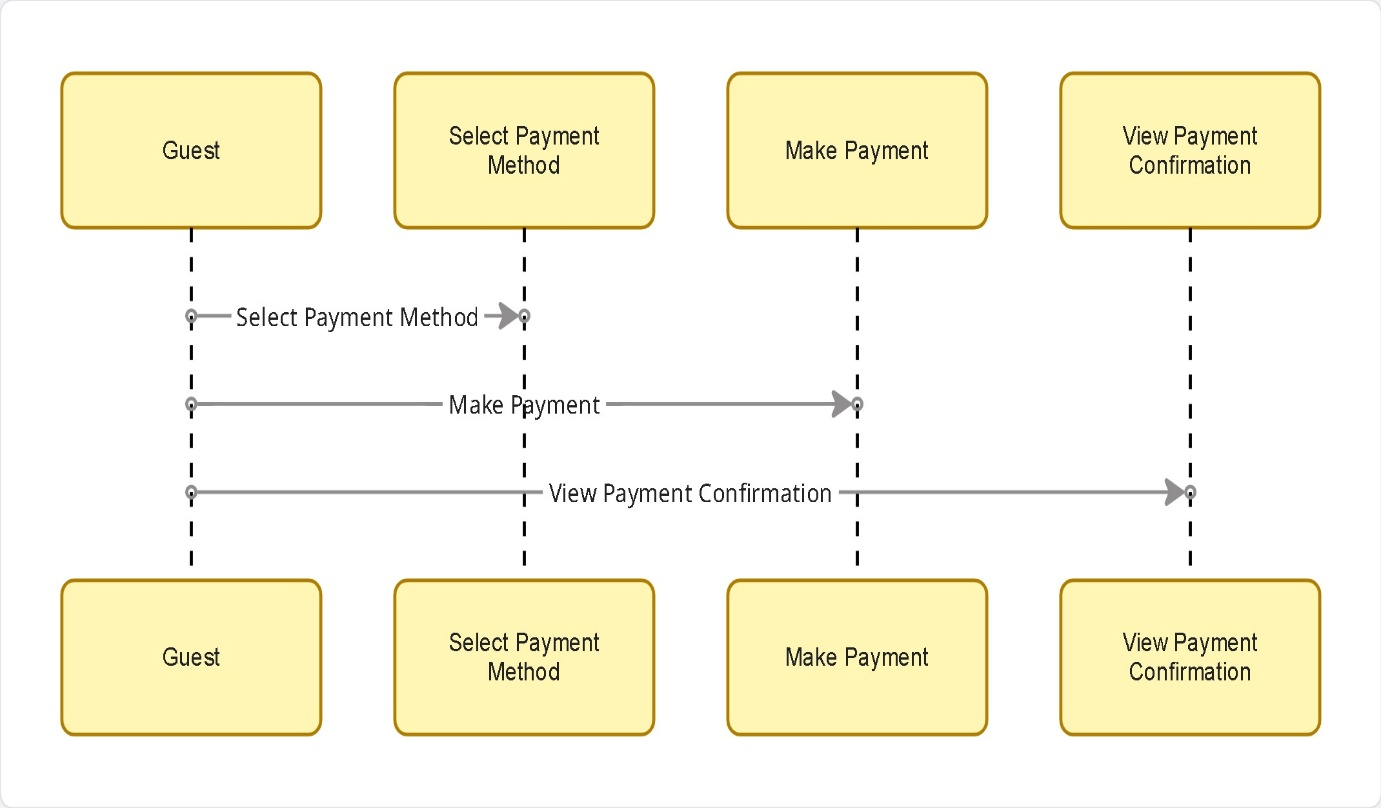 Guest
Select Payment
Method
Make Payment
View Payment
Confirmation
Select Payment Method
Make Payment
View Payment Confirmation
Guest
Select Payment
Method
Make Payment
View Payment
Confirmation